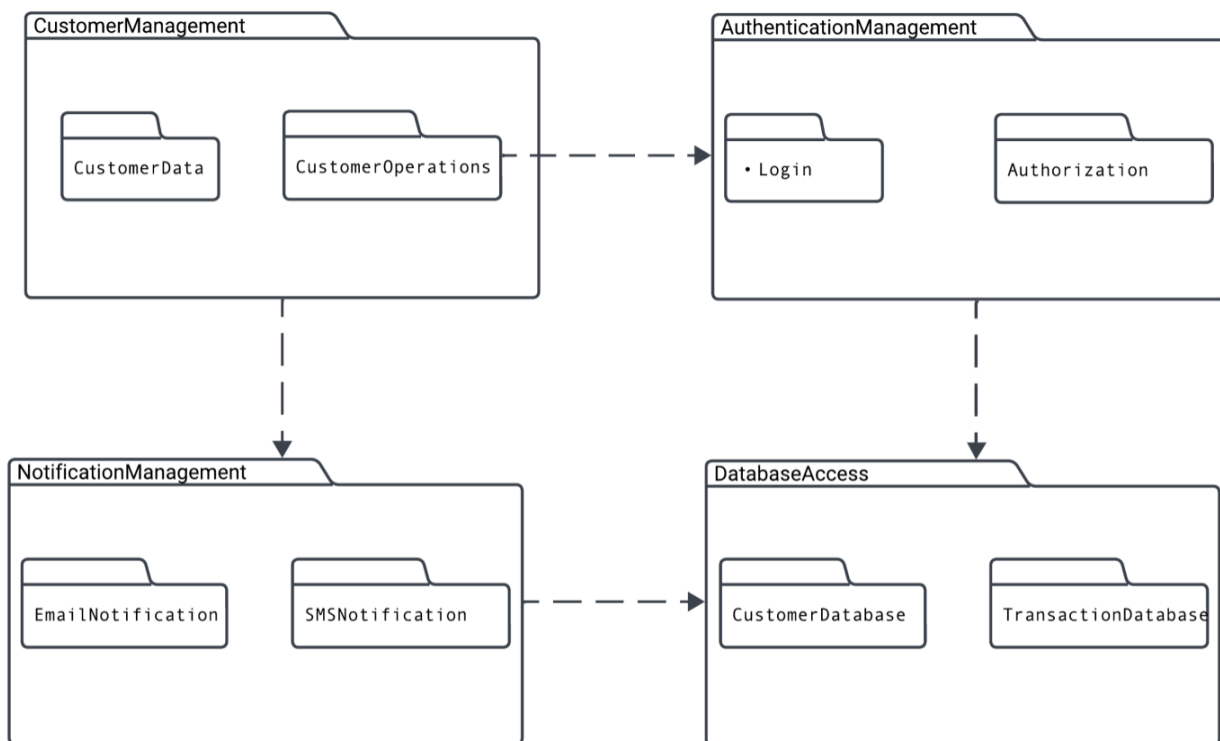 CustomerManagement
AuthenticationManagement
CustomerData
CustomerOperations
• Login
Authorization
NotificationManagement
DatabaseAccess
EmailNotification
SMSNotification
CustomerDatabase
TransactionDatabase